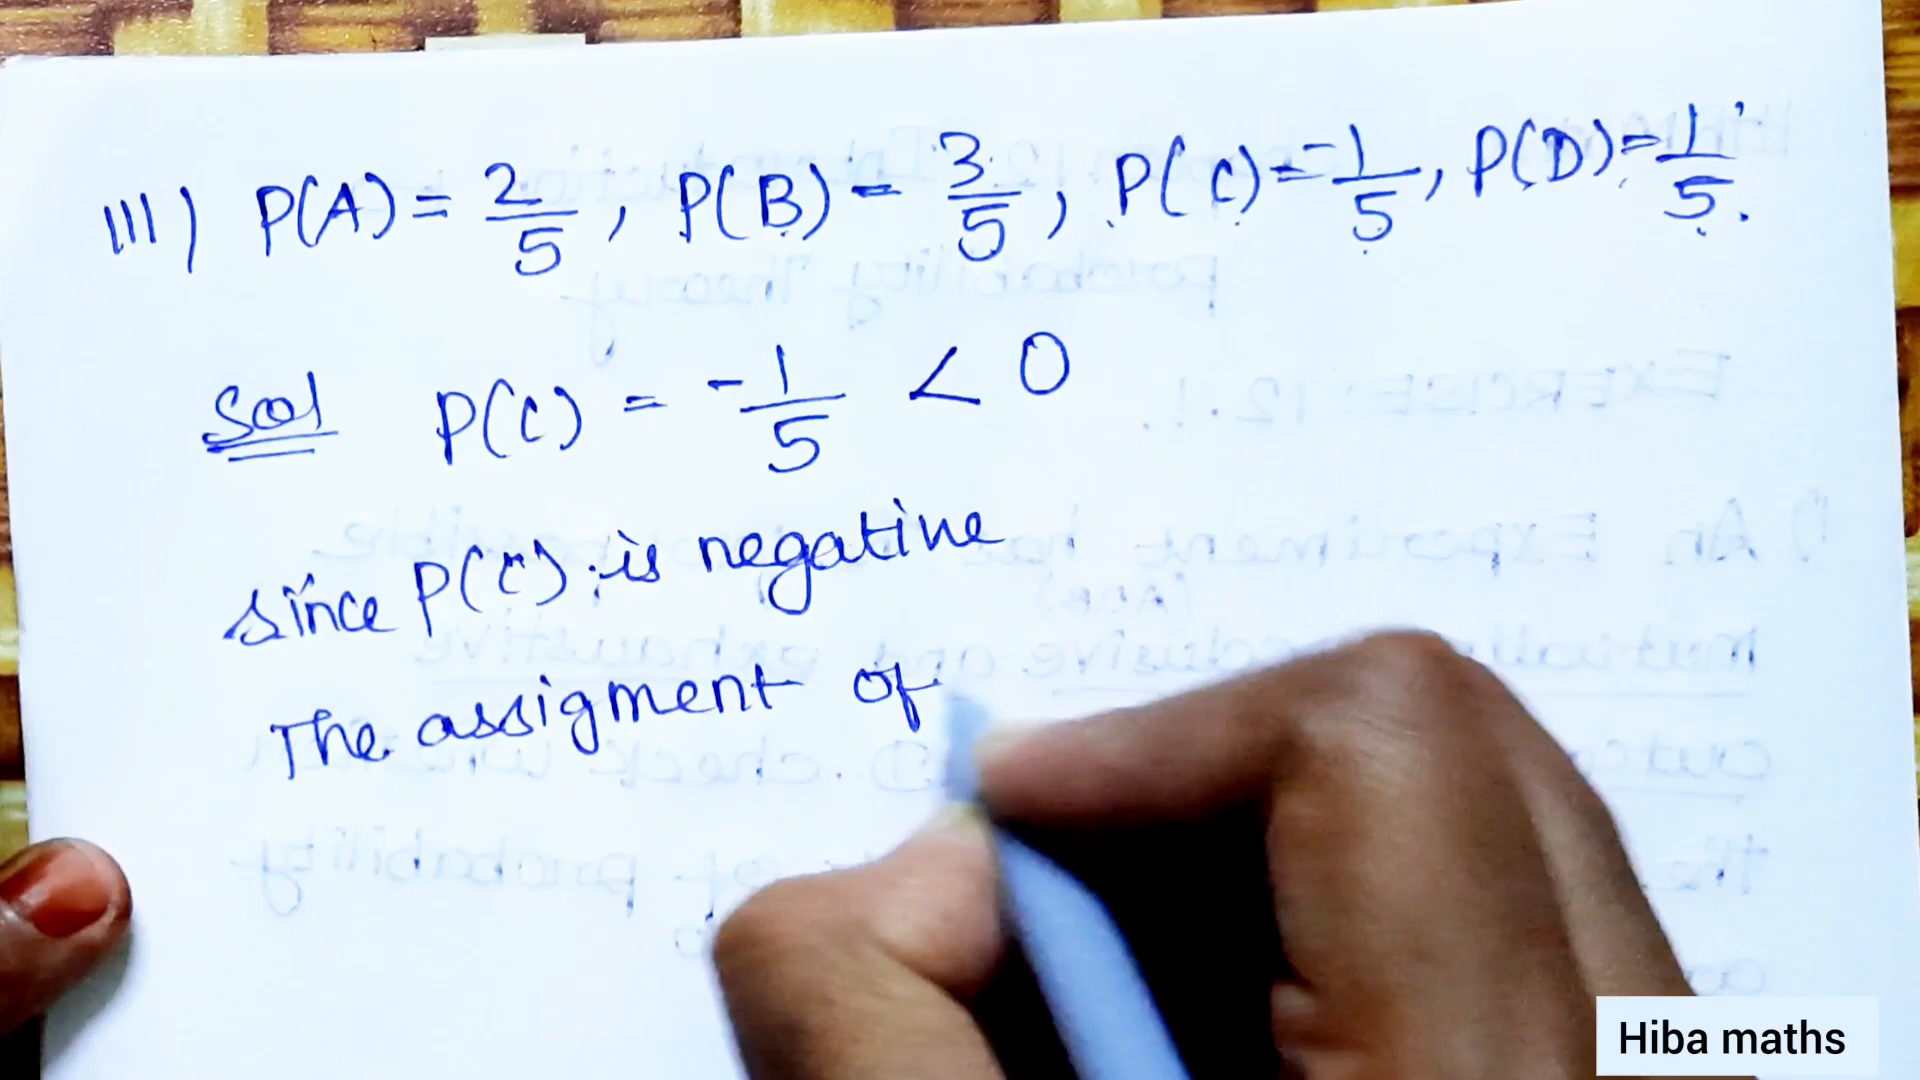 III) P(A) = 2/5, P(B) = 3/5, P(C) = -1/5, P(D) = 1/5.
Sol P(C) = -1/5 < 0
since P(C) is negative
The assigment of
Hiba maths